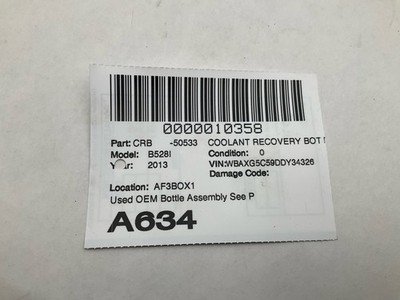 0000010358
Part: CRB -50533 COOLANT RECOVERY BOT
Model: B528i Condition: 0
2013 VIN:WBAXG5C59DDY34326
Damage Code:
Location: AF3BOX1
Used OEM Bottle Assembly See P
A634